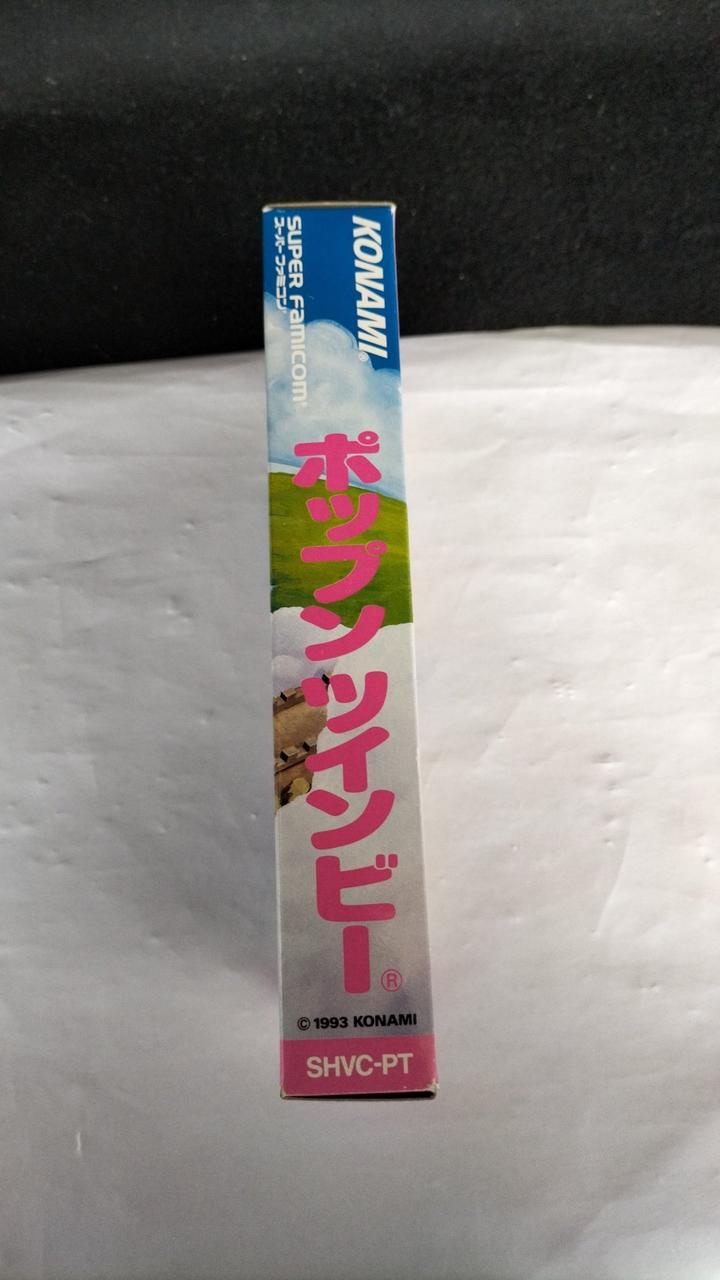 KONAMI®
SUPER Famicom
スーパーファミコン
ポップンツインビー®
© 1993 KONAMI
SHVC-PT